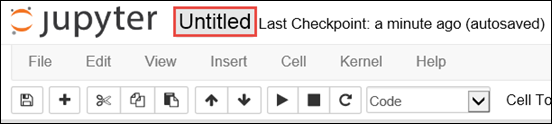 jupyter Untitled Last Checkpoint: a minute ago (autosaved)
File Edit View Insert Cell Kernel Help
Code Cell To